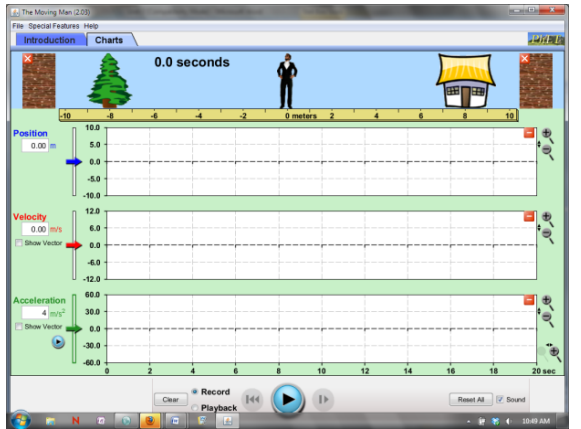 The Moving Man (2.03)
File Special Features Help
Introduction Charts
PhET
0.0 seconds
-10 -8 -6 -4 -2 0 meters 2 4 6 8 10
Position
0.00 m
10.0
5.0
0.0
-5.0
-10.0
Velocity
0.00 m/s
Show Vector
12.0
6.0
0.0
-6.0
-12.0
Acceleration
4 m/s²
Show Vector
60.0
30.0
0.0
-30.0
-60.0
0 2 4 6 8 10 12 14 16 18 20 sec
Clear
Record
Playback
Reset All
Sound
10:49 AM